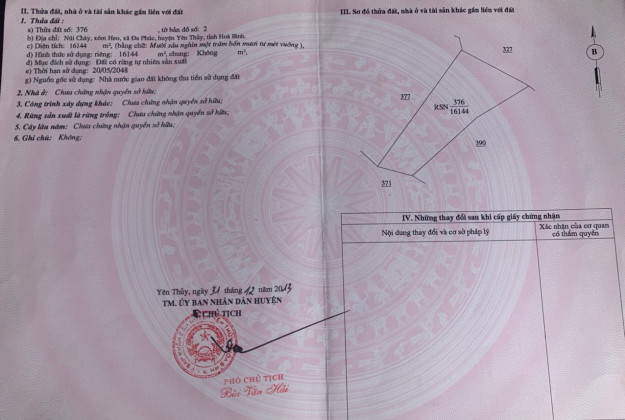 II. Thửa đất, nhà ở và tài sản khác gắn liền với đất
1. Thửa đất:
a) Thửa đất số: 376 , tờ bản đồ số: 2
b) Địa chỉ: Núi Chảy, xóm Heo, xã Đa Phúc, huyện Yên Thủy, tỉnh Hoà Bình.
c) Diện tích: 16144 m², (bằng chữ: Mười sáu nghìn một trăm bốn mươi tư mét vuông),
d) Hình thức sử dụng: riêng: 16144 m², chung: Không m²,
đ) Mục đích sử dụng: Đất có rừng tự nhiên sản xuất
e) Thời hạn sử dụng: 20/05/2048
g) Nguồn gốc sử dụng: Nhà nước giao đất không thu tiền sử dụng đất
2. Nhà ở: Chưa chứng nhận quyền sở hữu;
3. Công trình xây dựng khác: Chưa chứng nhận quyền sở hữu;
4. Rừng sản xuất là rừng trồng: Chưa chứng nhận quyền sở hữu;
5. Cây lâu năm: Chưa chứng nhận quyền sở hữu;
6. Ghi chú: Không;
Yên Thủy, ngày 31 tháng 12 năm 2013
TM. ỦY BAN NHÂN DÂN HUYỆN
CHỦ TỊCH
PHÓ CHỦ TỊCH
Bùi Văn Hải
III. Sơ đồ thửa đất, nhà ở và tài sản khác gắn liền với đất
B
327
377
RSN 376
16144
390
371
IV. Những thay đổi sau khi cấp giấy chứng nhận
Nội dung thay đổi và cơ sở pháp lý
Xác nhận của cơ quan
có thẩm quyền